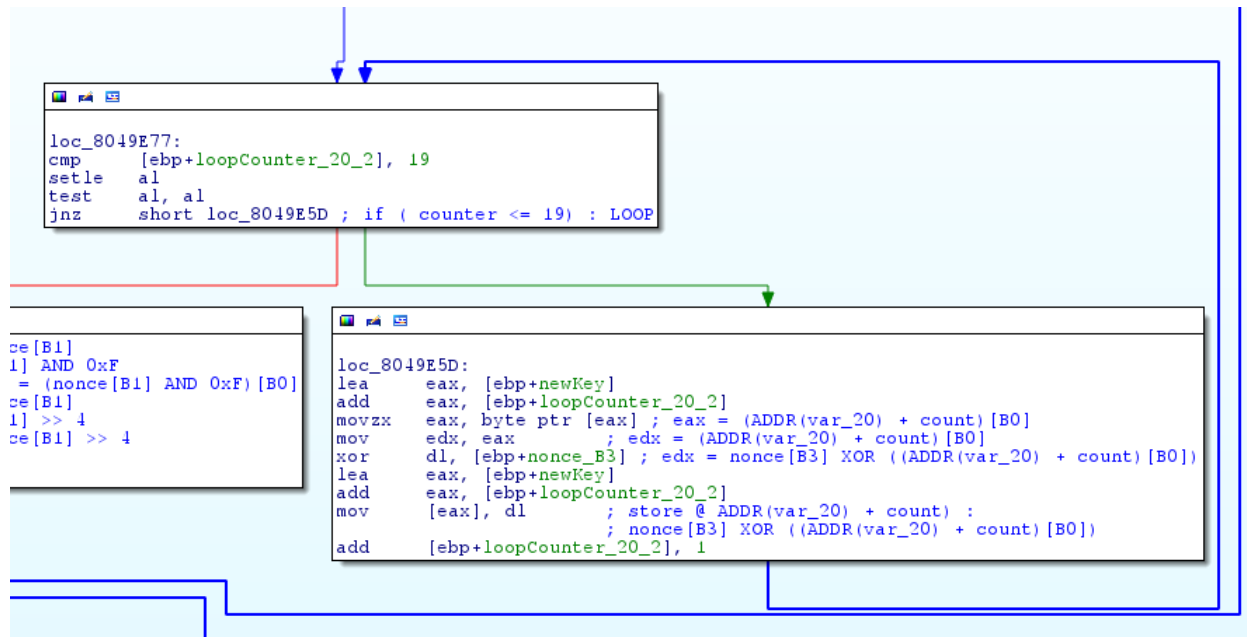 loc_8049E77:
cmp [ebp+loopCounter_20_2], 19
setle al
test al, al
jnz short loc_8049E5D ; if ( counter <= 19) : LOOP
ce[B1]
1] AND 0xF
= (nonce[B1] AND 0xF)[B0]
ce[B1]
1] >> 4
ce[B1] >> 4
loc_8049E5D:
lea eax, [ebp+newKey]
add eax, [ebp+loopCounter_20_2]
movzx eax, byte ptr [eax] ; eax = (ADDR(var_20) + count)[B0]
mov edx, eax ; edx = (ADDR(var_20) + count)[B0]
xor dl, [ebp+nonce_B3] ; edx = nonce[B3] XOR ((ADDR(var_20) + count)[B0])
lea eax, [ebp+newKey]
add eax, [ebp+loopCounter_20_2]
mov [eax], dl ; store @ ADDR(var_20) + count) :
; nonce[B3] XOR ((ADDR(var_20) + count)[B0])
add [ebp+loopCounter_20_2], 1